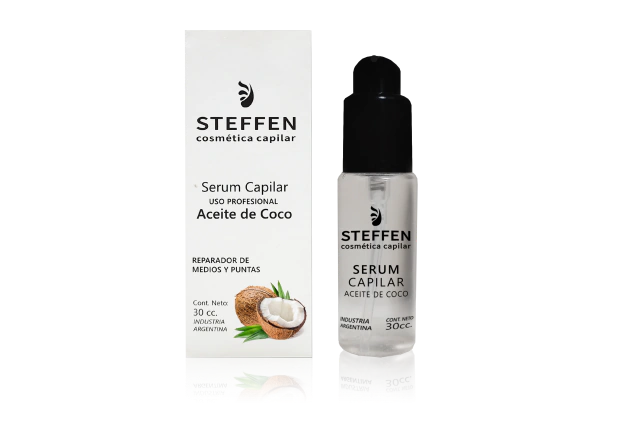 STEFFEN
cosmética capilar
Serum Capilar
USO PROFESIONAL
Aceite de Coco
REPARADOR DE
MEDIOS Y PUNTAS
Cont. Neto:
30 cc.
INDUSTRIA
ARGENTINA
STEFFEN
cosmética capilar
SERUM
CAPILAR
ACEITE DE COCO
INDUSTRIA
ARGENTINA
CONT. NETO:
30cc.